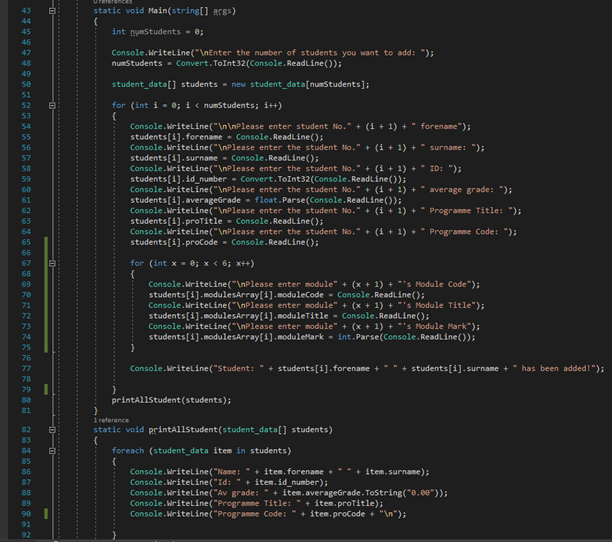 0 references
43 static void Main(string[] args)
44 {
45 int numStudents = 0;
46
47 Console.WriteLine("\nEnter the number of students you want to add: ");
48 numStudents = Convert.ToInt32(Console.ReadLine());
49
50 student_data[] students = new student_data[numStudents];
51
52 for (int i = 0; i < numStudents; i++)
53 {
54 Console.WriteLine("\n\nPlease enter student No." + (i + 1) + " forename");
55 students[i].forename = Console.ReadLine();
56 Console.WriteLine("\nPlease enter the student No." + (i + 1) + " surname: ");
57 students[i].surname = Console.ReadLine();
58 Console.WriteLine("\nPlease enter the student No." + (i + 1) + " ID: ");
59 students[i].id_number = Convert.ToInt32(Console.ReadLine());
60 Console.WriteLine("\nPlease enter the student No." + (i + 1) + " average grade: ");
61 students[i].averageGrade = float.Parse(Console.ReadLine());
62 Console.WriteLine("\nPlease enter the student No." + (i + 1) + " Programme Title: ");
63 students[i].proTitle = Console.ReadLine();
64 Console.WriteLine("\nPlease enter the student No." + (i + 1) + " Programme Code: ");
65 students[i].proCode = Console.ReadLine();
66
67 for (int x = 0; x < 6; x++)
68 {
69 Console.WriteLine("\nPlease enter module" + (x + 1) + "'s Module Code");
70 students[i].modulesArray[i].moduleCode = Console.ReadLine();
71 Console.WriteLine("\nPlease enter module" + (x + 1) + "'s Module Title");
72 students[i].modulesArray[i].moduleTitle = Console.ReadLine();
73 Console.WriteLine("\nPlease enter module" + (x + 1) + "'s Module Mark");
74 students[i].modulesArray[i].moduleMark = int.Parse(Console.ReadLine());
75 }
76
77 Console.WriteLine("Student: " + students[i].forename + " " + students[i].surname + " has been added!");
78
79 }
80 printAllStudent(students);
81 }
1 reference
82 static void printAllStudent(student_data[] students)
83 {
84 foreach (student_data item in students)
85 {
86 Console.WriteLine("Name: " + item.forename + " " + item.surname);
87 Console.WriteLine("Id: " + item.id_number);
88 Console.WriteLine("Av grade: " + item.averageGrade.ToString("0.00"));
89 Console.WriteLine("Programme Title: " + item.proTitle);
90 Console.WriteLine("Programme Code: " + item.proCode + "\n");
91
92 }